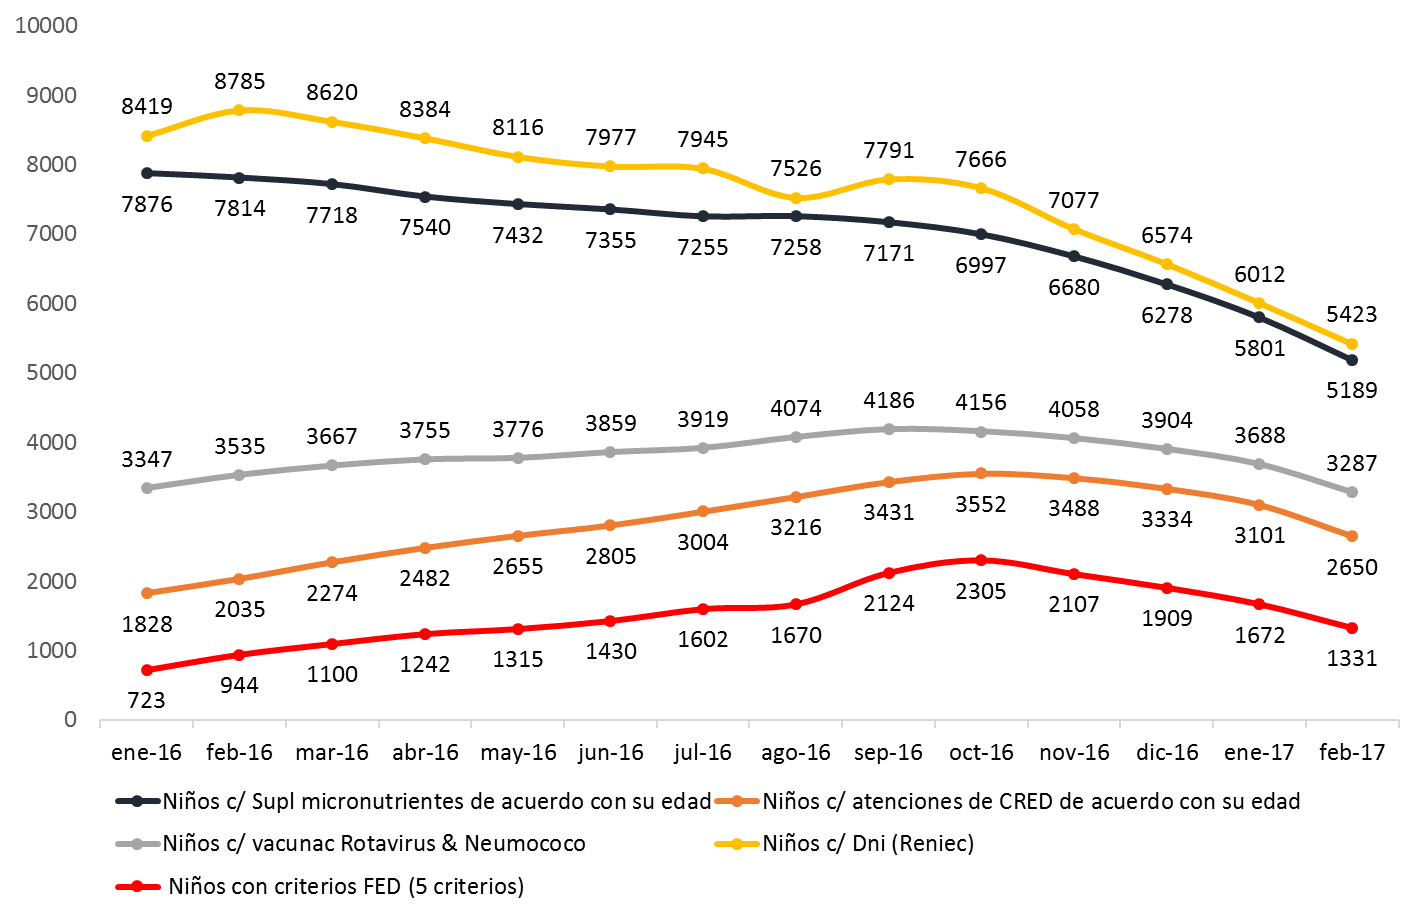 10000
9000
8000
7000
6000
5000
4000
3000
2000
1000
0
8419 8785 8620 8384 8116 7977 7945 7526 7791 7666 7077 6574 6012 5423
7876 7814 7718 7540 7432 7355 7255 7258 7171 6997 6680 6278 5801 5189
3347 3535 3667 3755 3776 3859 3919 4074 4186 4156 4058 3904 3688 3287
1828 2035 2274 2482 2655 2805 3004 3216 3431 3552 3488 3334 3101 2650
723 944 1100 1242 1315 1430 1602 1670 2124 2305 2107 1909 1672 1331
ene-16 feb-16 mar-16 abr-16 may-16 jun-16 jul-16 ago-16 sep-16 oct-16 nov-16 dic-16 ene-17 feb-17
Niños c/ Supl micronutrientes de acuerdo con su edad Niños c/ atenciones de CRED de acuerdo con su edad
Niños c/ vacunac Rotavirus & Neumococo Niños c/ Dni (Reniec)
Niños con criterios FED (5 criterios)